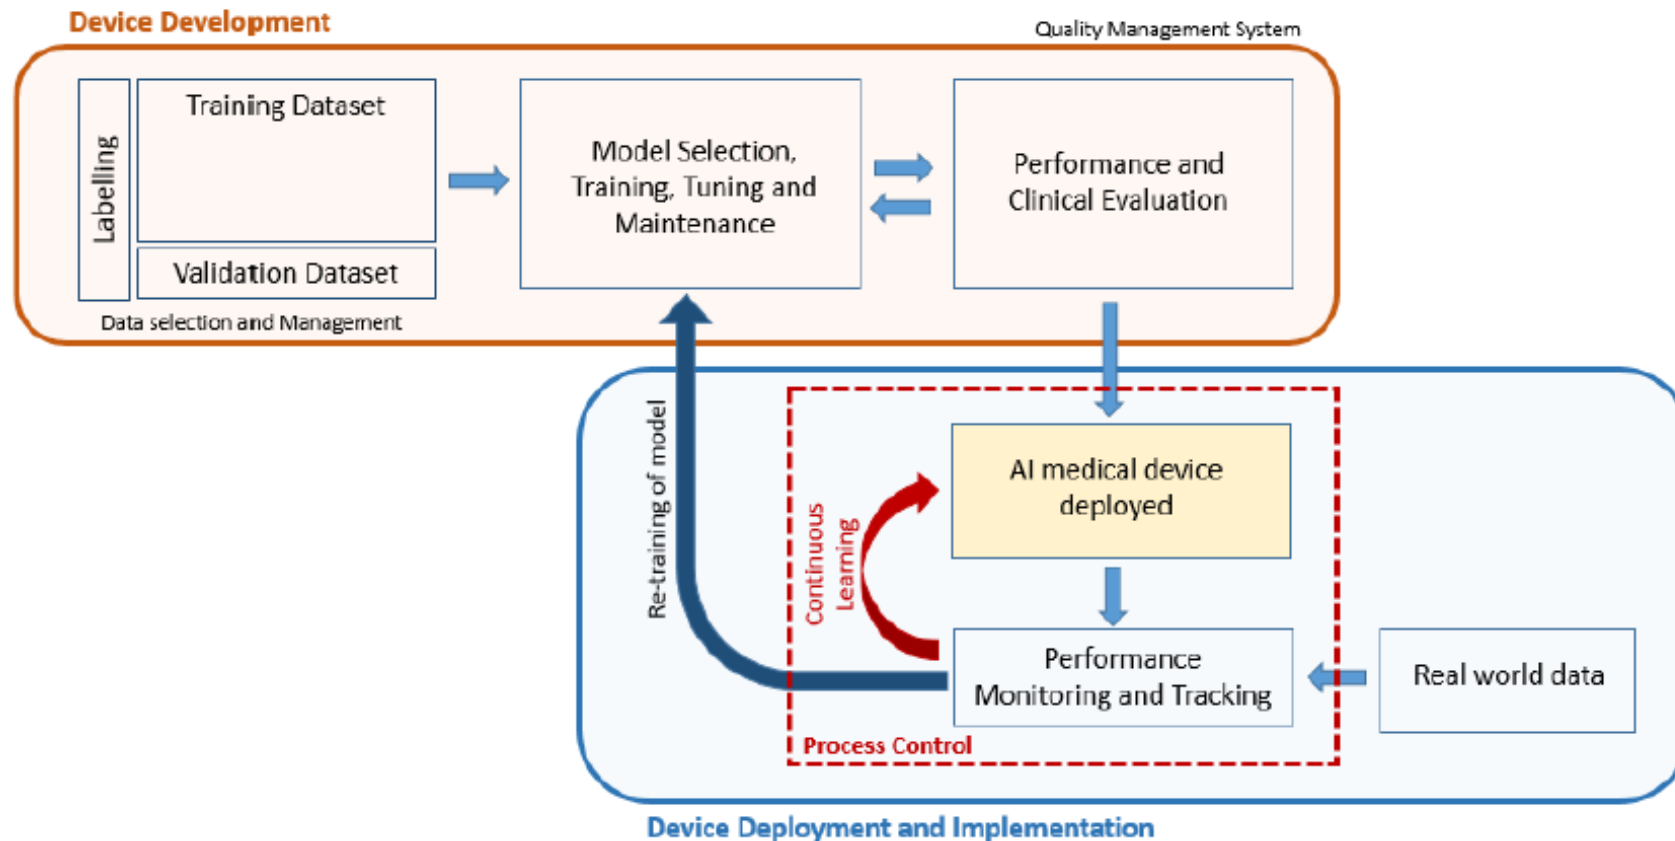 Device Development
Quality Management System
Labelling
Training Dataset
Validation Dataset
Data selection and Management
Model Selection,
Training, Tuning and
Maintenance
Performance and
Clinical Evaluation
Re-training of model
Continuous
Learning
AI medical device
deployed
Performance
Monitoring and Tracking
Real world data
Process Control
Device Deployment and Implementation